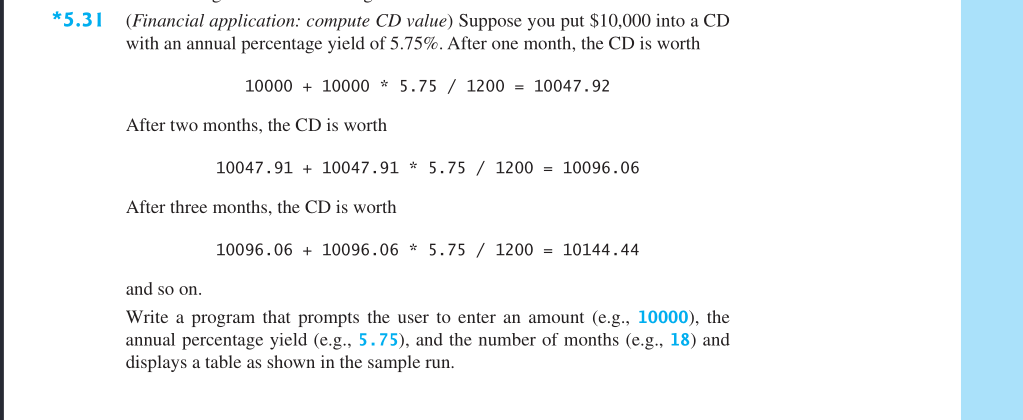 *5.31 (Financial application: compute CD value) Suppose you put $10,000 into a CD
with an annual percentage yield of 5.75%. After one month, the CD is worth
10000 + 10000 * 5.75 / 1200 = 10047.92
After two months, the CD is worth
10047.91 + 10047.91 * 5.75 / 1200 = 10096.06
After three months, the CD is worth
10096.06 + 10096.06 * 5.75 / 1200 = 10144.44
and so on.
Write a program that prompts the user to enter an amount (e.g., 10000), the
annual percentage yield (e.g., 5.75), and the number of months (e.g., 18) and
displays a table as shown in the sample run.